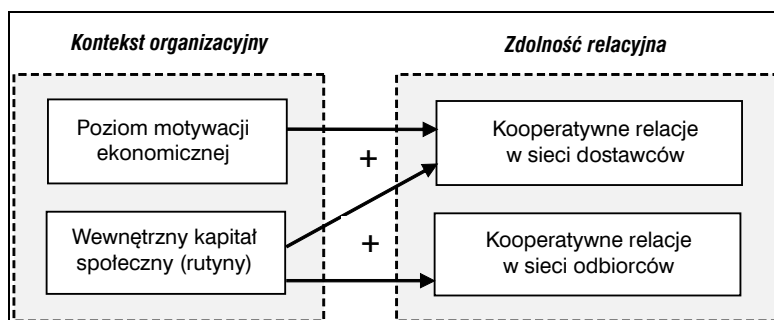 Kontekst organizacyjny
Zdolność relacyjna
Poziom motywacji
ekonomicznej
Kooperatywne relacje
w sieci dostawców
+
Wewnętrzny kapitał
społeczny (rutyny)
+
Kooperatywne relacje
w sieci odbiorców